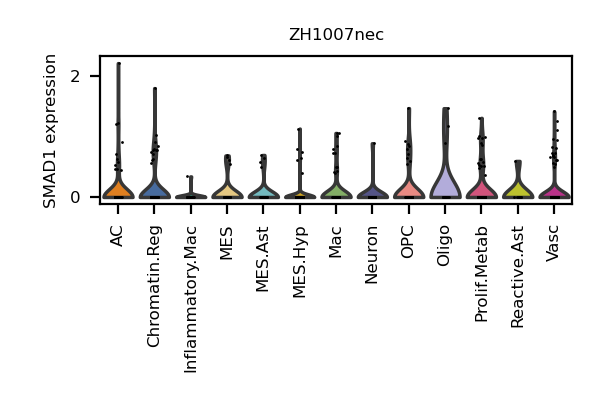 ZH1007nec
SMAD1 expression
2
0
AC
Chromatin.Reg
Inflammatory.Mac
MES
MES.Ast
MES.Hyp
Mac
Neuron
OPC
Oligo
Prolif.Metab
Reactive.Ast
Vasc